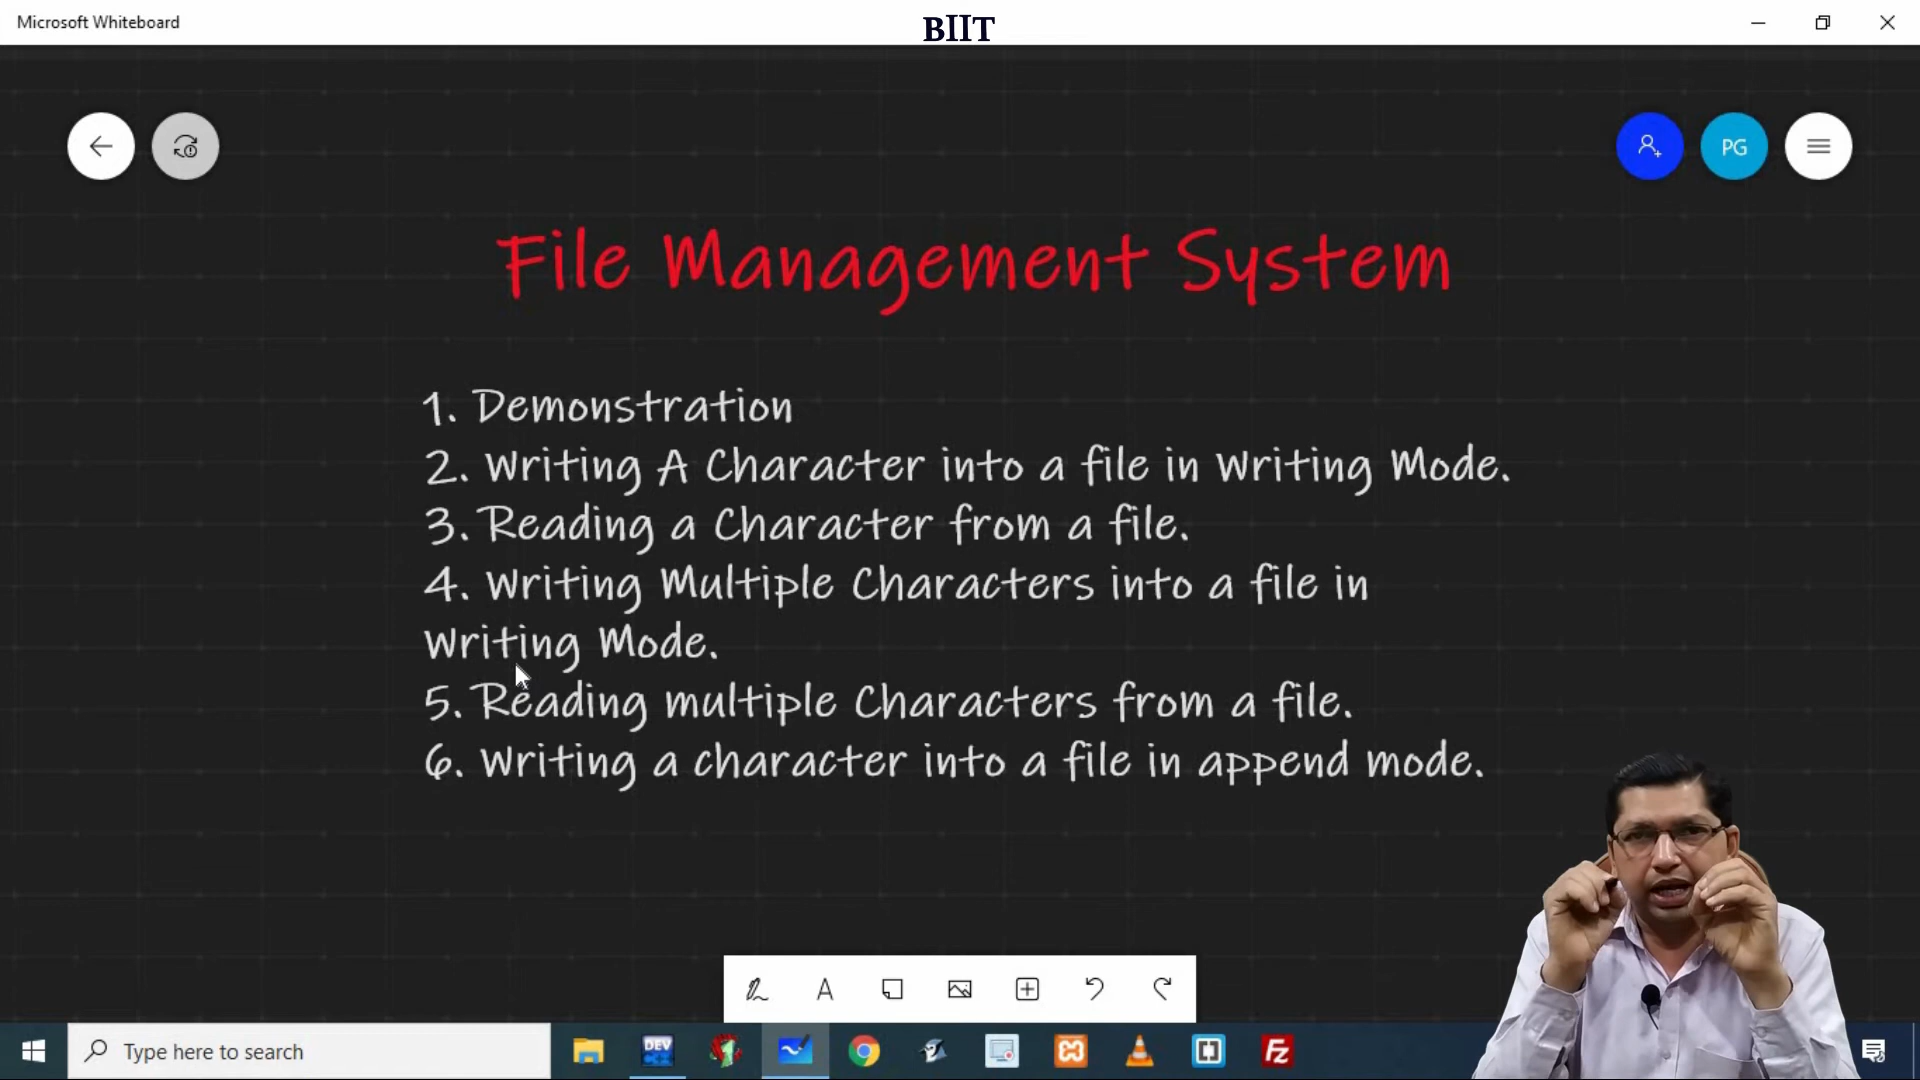 Microsoft Whiteboard
BIIT
PG
File Management System
1. Demonstration
2. Writing A Character into a file in Writing Mode.
3. Reading a Character from a file.
4. Writing Multiple Characters into a file in
Writing Mode.
5. Reading multiple Characters from a file.
6. Writing a character into a file in append mode.
A
Type here to search
DEV
Fz